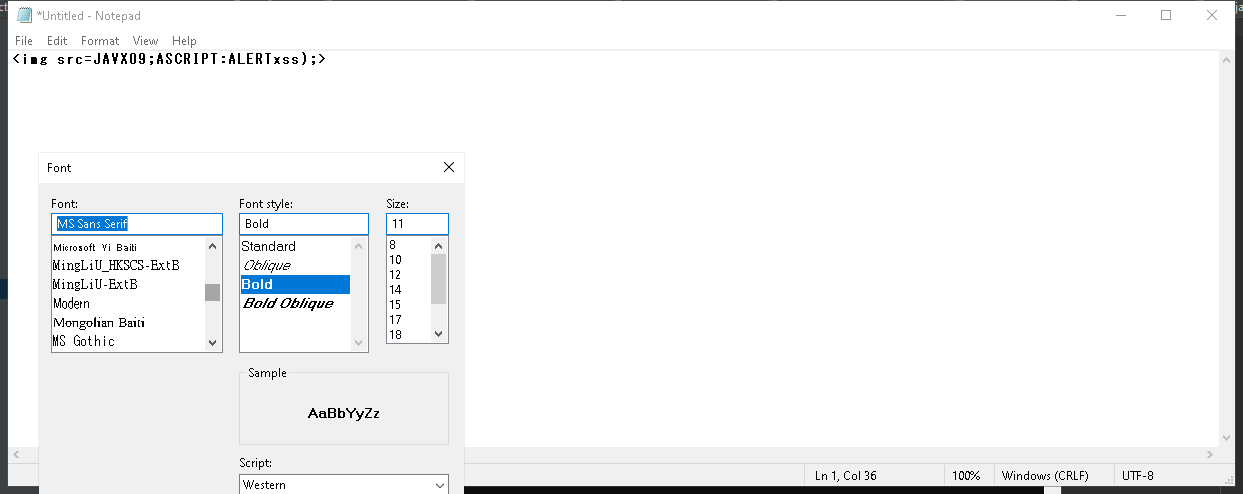 *Untitled - Notepad
File Edit Format View Help
<img src=JAVX09;ASCRIPT:ALERTxss);>
Font
Font: Font style: Size:
MS Sans Serif Bold 11
Microsoft Yi Baiti Standard 8
MingLiU_HKSCS-ExtB Oblique 10
MingLiU-ExtB Bold 12
Modern Bold Oblique 14
Mongolian Baiti 15
MS Gothic 17
18
Sample
AaBbYyZz
Script:
Western
Ln 1, Col 36 100% Windows (CRLF) UTF-8